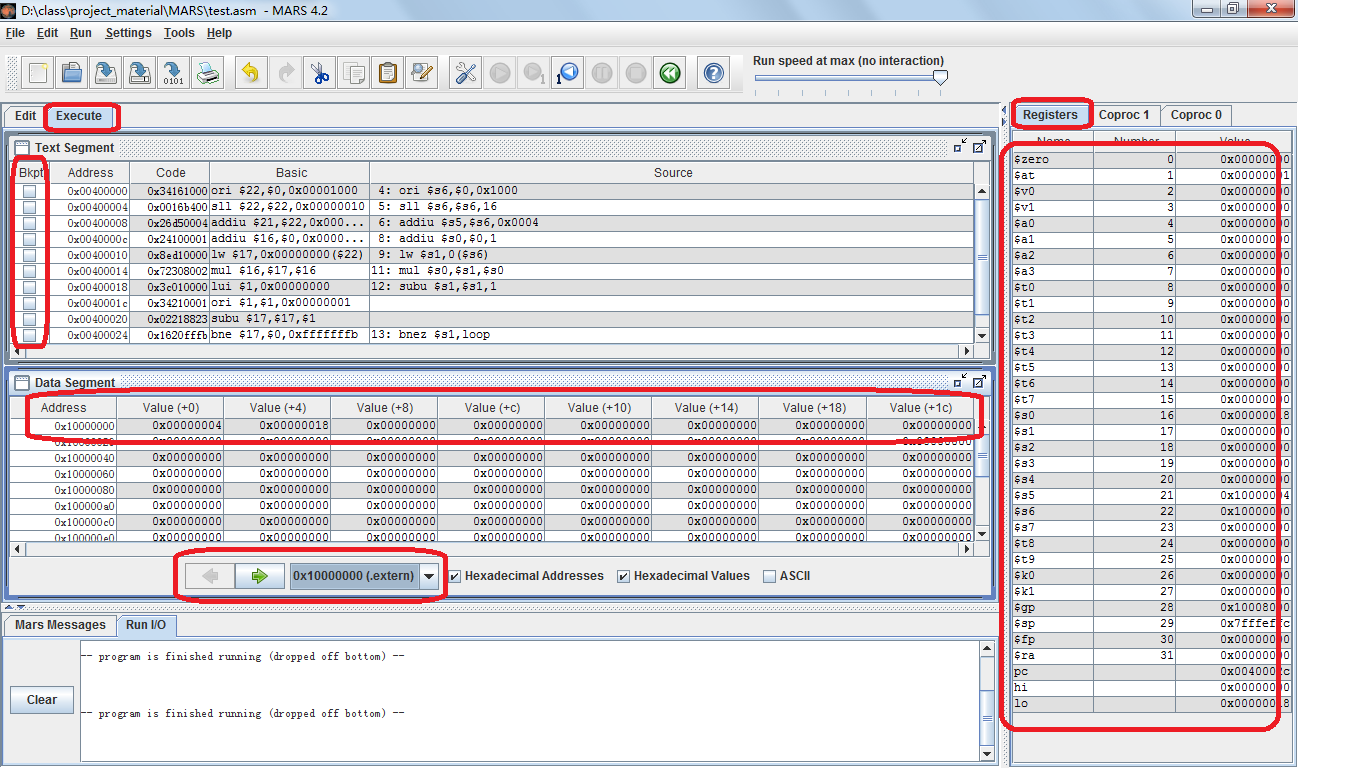 D:\class\project_material\MARS\test.asm - MARS 4.2
File Edit Run Settings Tools Help
Run speed at max (no interaction)
Edit Execute
Text Segment
Bkpt Address Code Basic Source
0x00400000 0x34161000 ori $22,$0,0x00001000 4: ori $s6,$0,0x1000
0x00400004 0x0016b400 sll $22,$22,0x00000010 5: sll $s6,$s6,16
0x00400008 0x26d50004 addiu $21,$22,0x000... 6: addiu $s5,$s6,0x0004
0x0040000c 0x24100001 addiu $16,$0,0x0000... 8: addiu $s0,$0,1
0x00400010 0x8ed10000 lw $17,0x00000000($22) 9: lw $s1,0($s6)
0x00400014 0x72308002 mul $16,$17,$16 11: mul $s0,$s1,$s0
0x00400018 0x3c010000 lui $1,0x00000000 12: subu $s1,$s1,1
0x0040001c 0x34210001 ori $1,$1,0x00000001
0x00400020 0x02218823 subu $17,$17,$1
0x00400024 0x1620fffb bne $17,$0,0xfffffffb 13: bnez $s1,loop
Data Segment
Address Value (+0) Value (+4) Value (+8) Value (+c) Value (+10) Value (+14) Value (+18) Value (+1c)
0x10000000 0x00000004 0x00000018 0x00000000 0x00000000 0x00000000 0x00000000 0x00000000 0x00000000
0x10000020 0x00000000 0x00000000 0x00000000 0x00000000 0x00000000 0x00000000 0x00000000 0x00000000
0x10000040 0x00000000 0x00000000 0x00000000 0x00000000 0x00000000 0x00000000 0x00000000 0x00000000
0x10000060 0x00000000 0x00000000 0x00000000 0x00000000 0x00000000 0x00000000 0x00000000 0x00000000
0x10000080 0x00000000 0x00000000 0x00000000 0x00000000 0x00000000 0x00000000 0x00000000 0x00000000
0x100000a0 0x00000000 0x00000000 0x00000000 0x00000000 0x00000000 0x00000000 0x00000000 0x00000000
0x100000c0 0x00000000 0x00000000 0x00000000 0x00000000 0x00000000 0x00000000 0x00000000 0x00000000
0x100000e0 0x00000000 0x00000000 0x00000000 0x00000000 0x00000000 0x00000000 0x00000000 0x00000000
0x10000000 (.extern) Hexadecimal Addresses Hexadecimal Values ASCII
Mars Messages Run I/O
Clear
-- program is finished running (dropped off bottom) --
-- program is finished running (dropped off bottom) --
Registers Coproc 1 Coproc 0
Name Number Value
$zero 0 0x00000000
$at 1 0x00000001
$v0 2 0x00000000
$v1 3 0x00000000
$a0 4 0x00000000
$a1 5 0x00000000
$a2 6 0x00000000
$a3 7 0x00000000
$t0 8 0x00000000
$t1 9 0x00000000
$t2 10 0x00000000
$t3 11 0x00000000
$t4 12 0x00000000
$t5 13 0x00000000
$t6 14 0x00000000
$t7 15 0x00000000
$s0 16 0x00000018
$s1 17 0x00000000
$s2 18 0x00000000
$s3 19 0x00000000
$s4 20 0x00000000
$s5 21 0x10000004
$s6 22 0x10000000
$s7 23 0x00000000
$t8 24 0x00000000
$t9 25 0x00000000
$k0 26 0x00000000
$k1 27 0x00000000
$gp 28 0x10008000
$sp 29 0x7fffeffc
$fp 30 0x00000000
$ra 31 0x00000000
pc
hi 0x00000000
lo 0x00000018